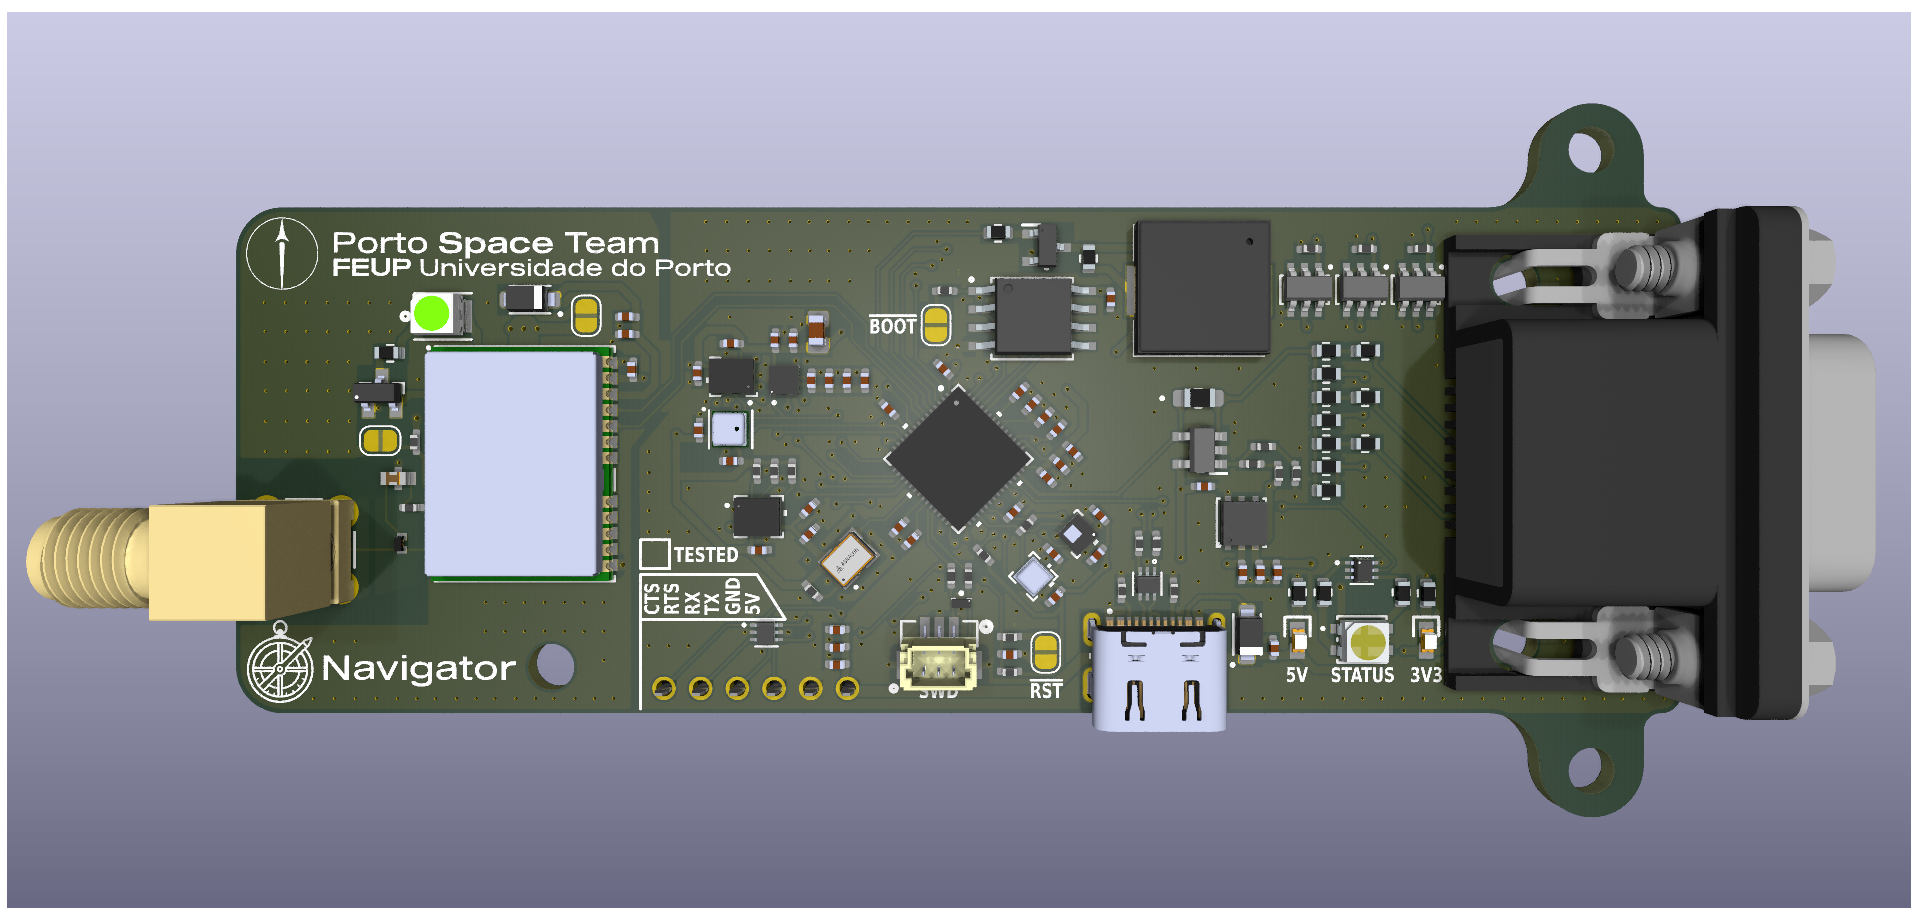 Porto Space Team
FEUP Universidade do Porto
BOOT
TESTED
CTS
RTS
RX
TX
GND
5V
Navigator
SWD
RST
5V
STATUS
3V3